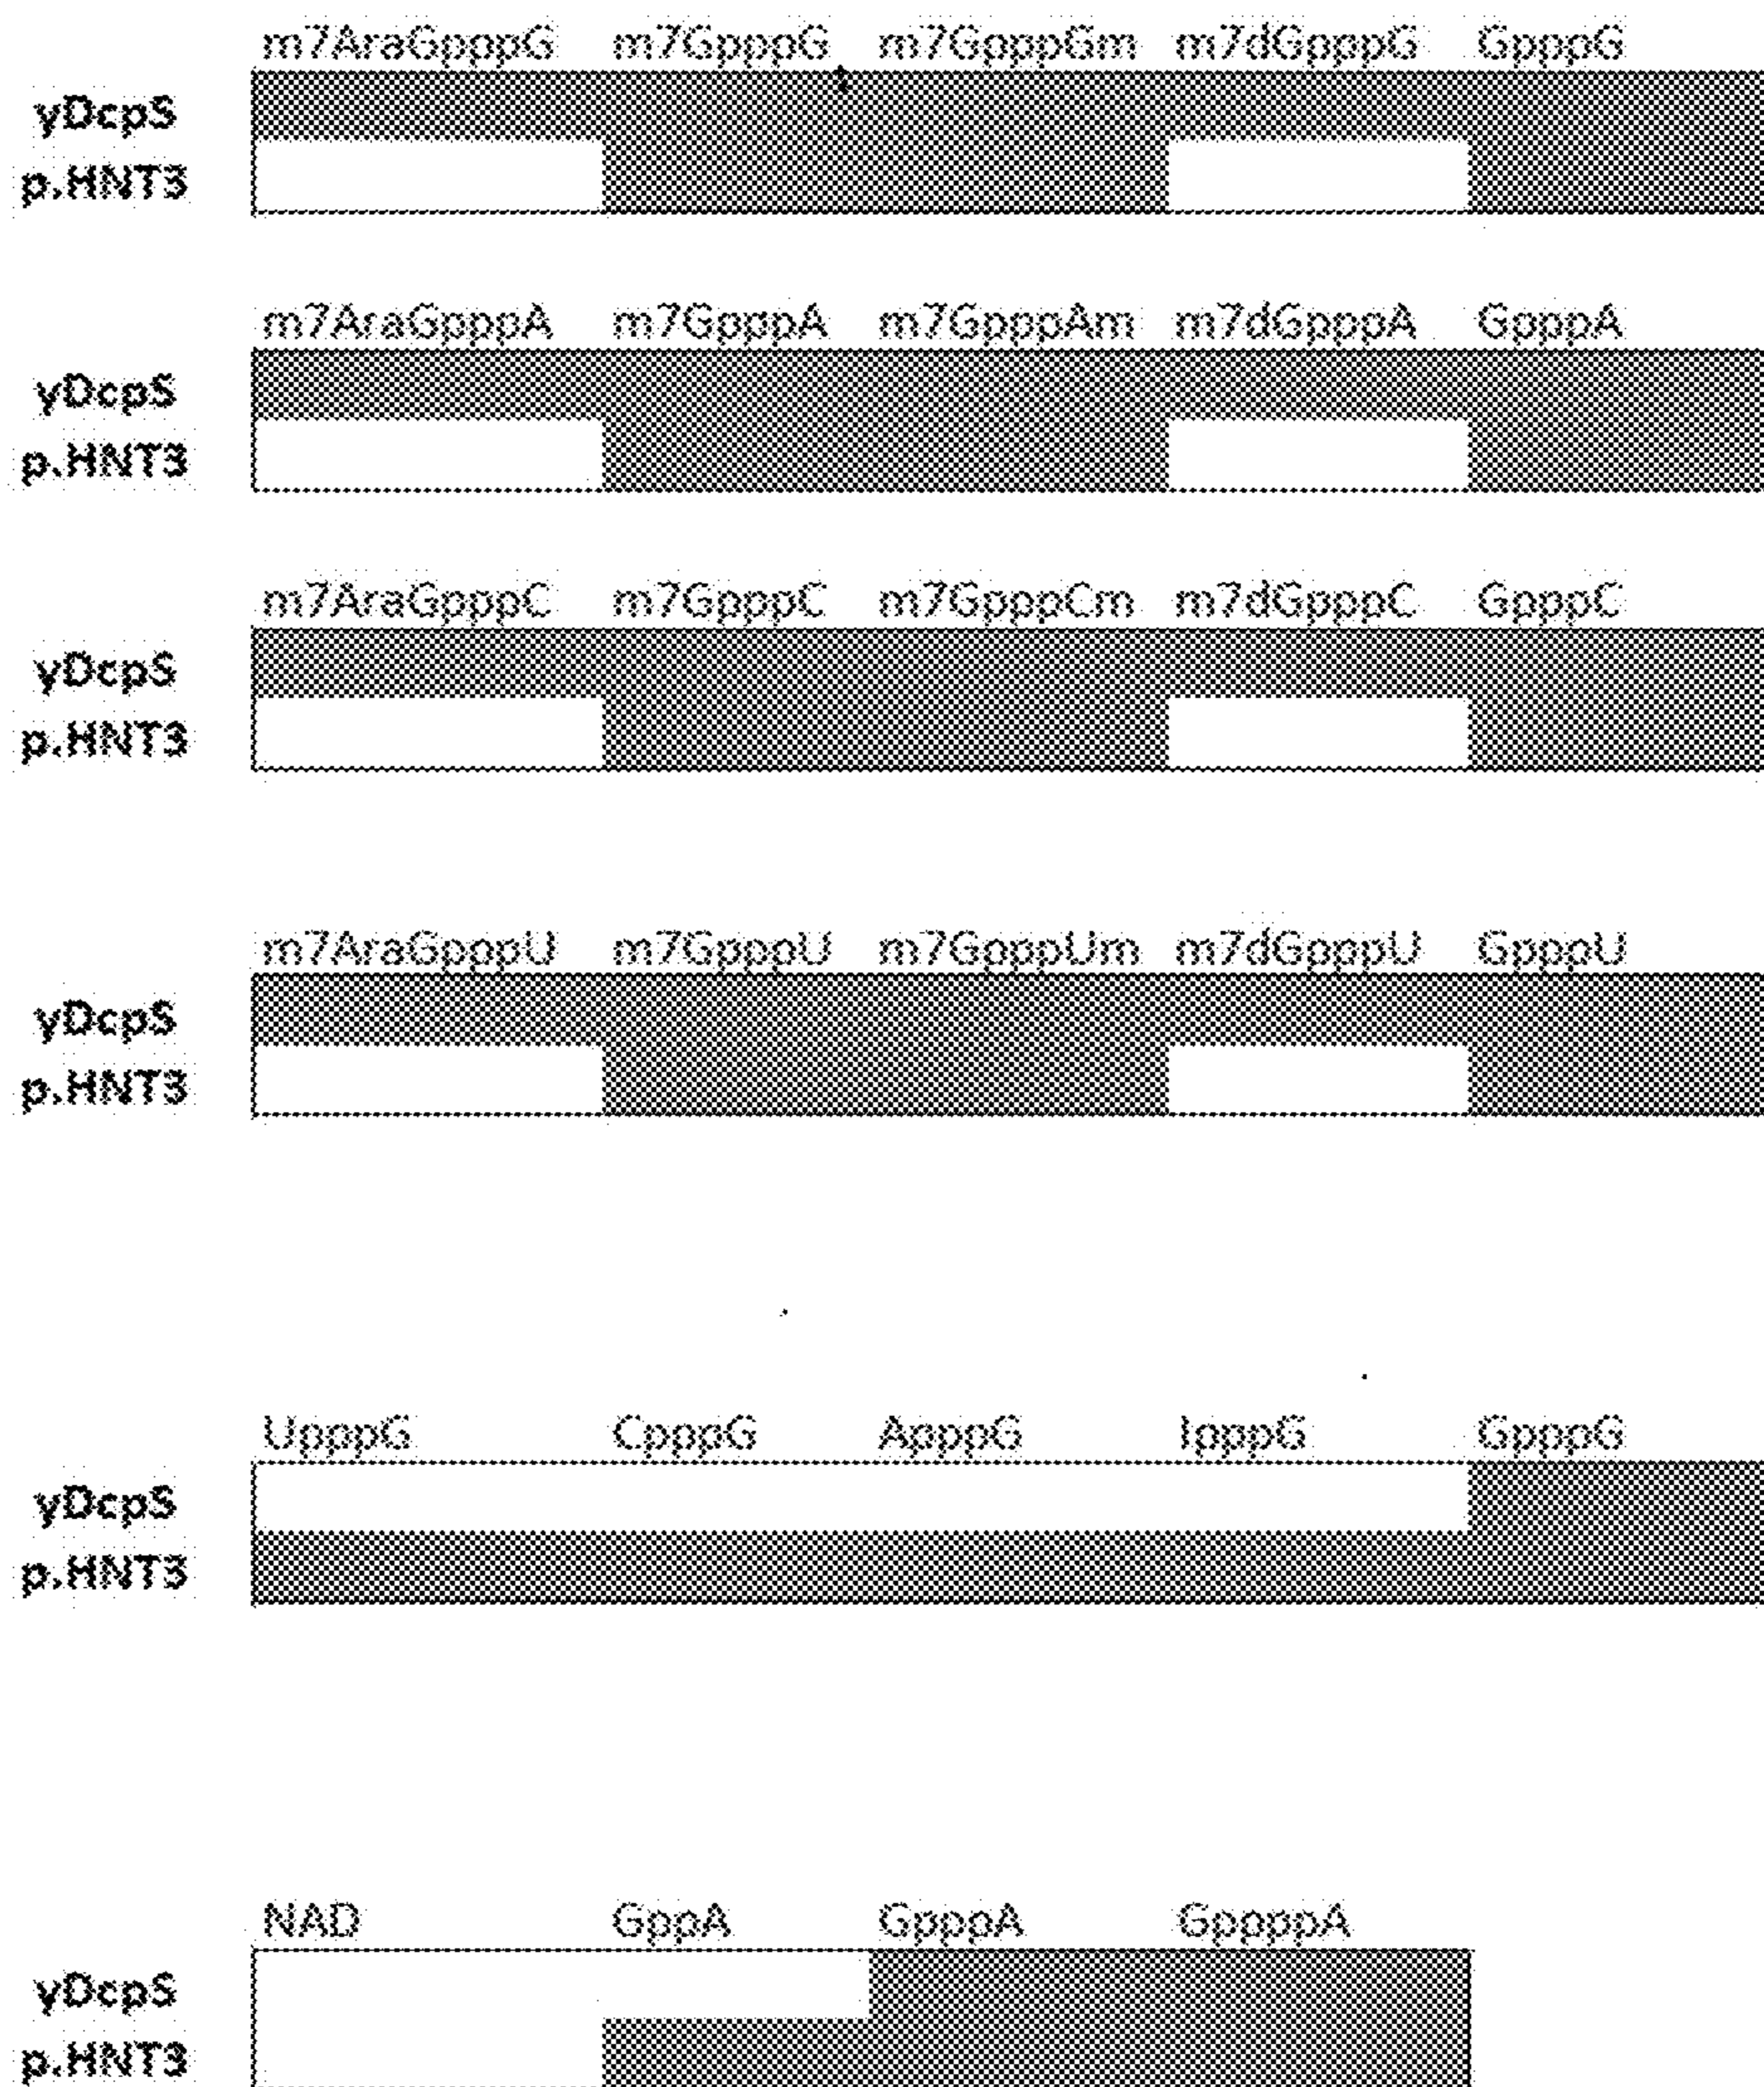 m7AraGpppG m7GpppG m7GpppGm m7dGpppG GpppG
yDcpS
p.HNT3
m7AraGpppA m7GpppA m7GpppAm m7dGpppA GpppA
yDcpS
p.HNT3
m7AraGpppC m7GpppC m7GpppCm m7dGpppC GpppC
yDcpS
p.HNT3
m7AraGpppU m7GpppU m7GpppUm m7dGpppU GpppU
yDcpS
p.HNT3
UpppG CpppG ApppG IpppG GpppG
yDcpS
p.HNT3
NAD GppA GpppA GppppA
yDcpS
p.HNT3